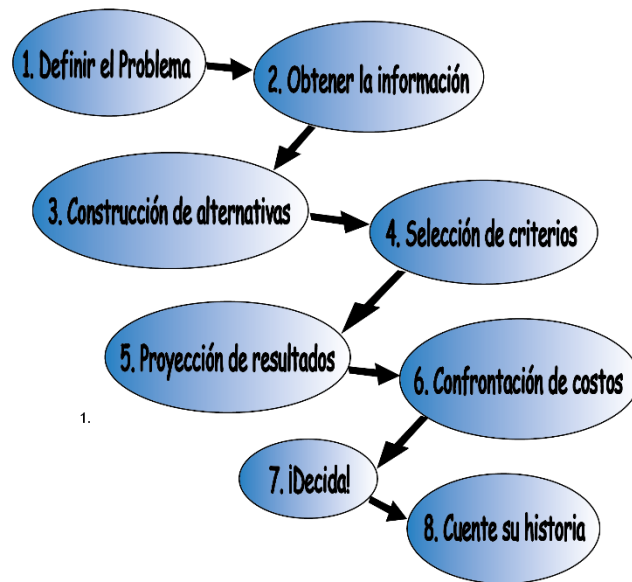 1. Definir el Problema
2. Obtener la información
3. Construcción de alternativas
4. Selección de criterios
5. Proyección de resultados
6. Confrontación de costos
1.
7. ¡Decida!
8. Cuente su historia